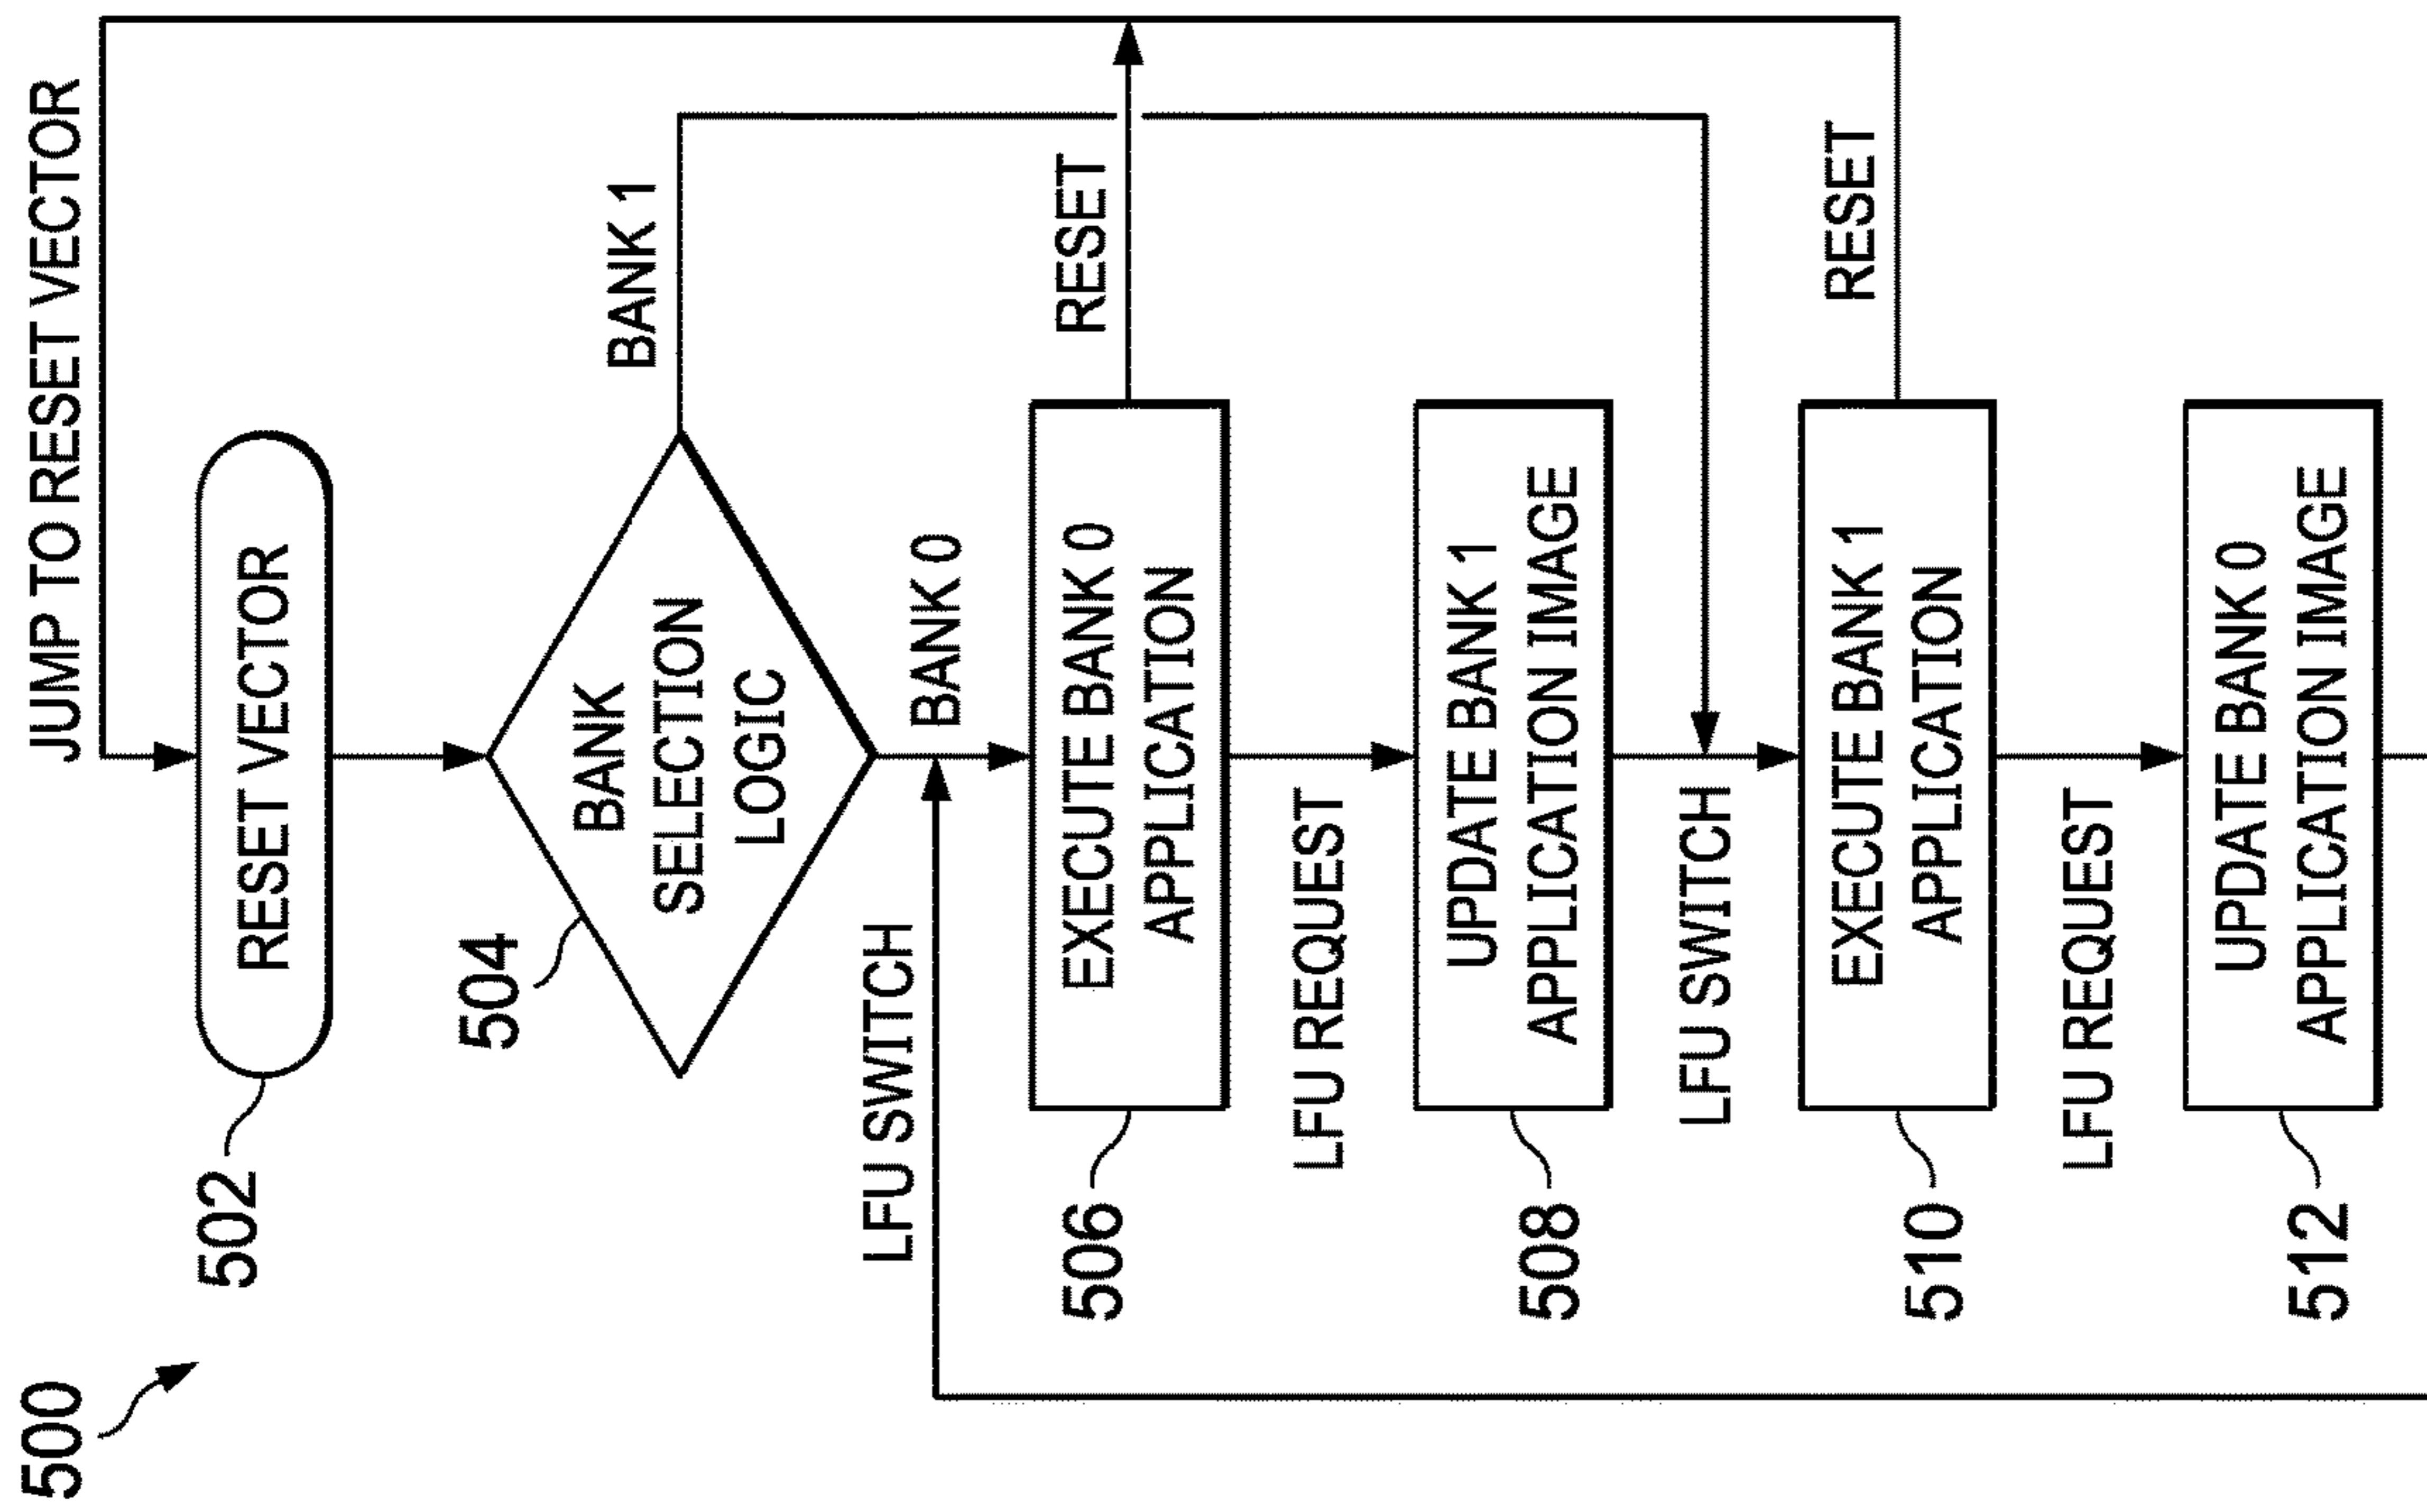 500
JUMP TO RESET VECTOR
502
RESET VECTOR
504
BANK
SELECTION
LOGIC
BANK 1
LFU SWITCH
BANK 0
506
EXECUTE BANK 0
APPLICATION
RESET
LFU REQUEST
508
UPDATE BANK 1
APPLICATION IMAGE
LFU SWITCH
510
EXECUTE BANK 1
APPLICATION
RESET
LFU REQUEST
512
UPDATE BANK 0
APPLICATION IMAGE